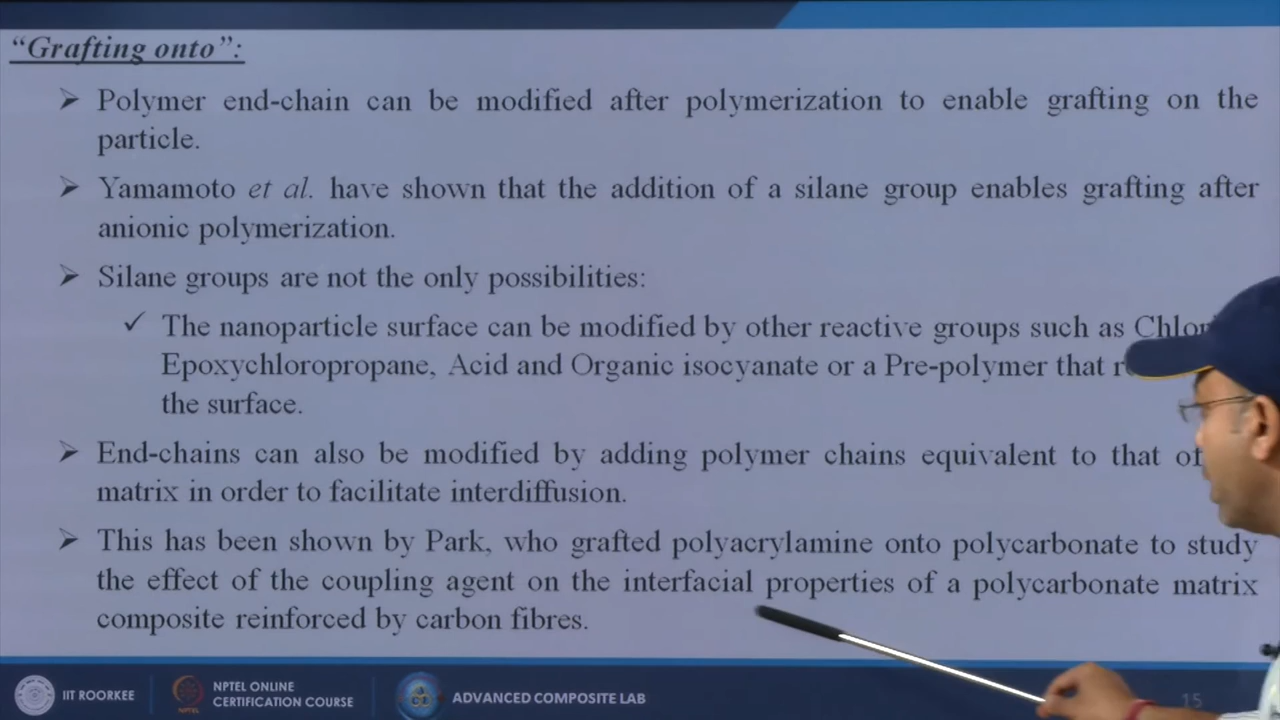 “Grafting onto”:
➢ Polymer end-chain can be modified after polymerization to enable grafting on the
particle.
➢ Yamamoto et al. have shown that the addition of a silane group enables grafting after
anionic polymerization.
➢ Silane groups are not the only possibilities:
✓ The nanoparticle surface can be modified by other reactive groups such as
Epoxychloropropane, Acid and Organic isocyanate or a Pre-polymer that
the surface.
➢ End-chains can also be modified by adding polymer chains equivalent to that of
matrix in order to facilitate interdiffusion.
➢ This has been shown by Park, who grafted polyacrylamine onto polycarbonate to study
the effect of the coupling agent on the interfacial properties of a polycarbonate matrix
composite reinforced by carbon fibres.
IIT ROORKEE
NPTEL ONLINE
CERTIFICATION COURSE
NPTEL
ADVANCED COMPOSITE LAB
15